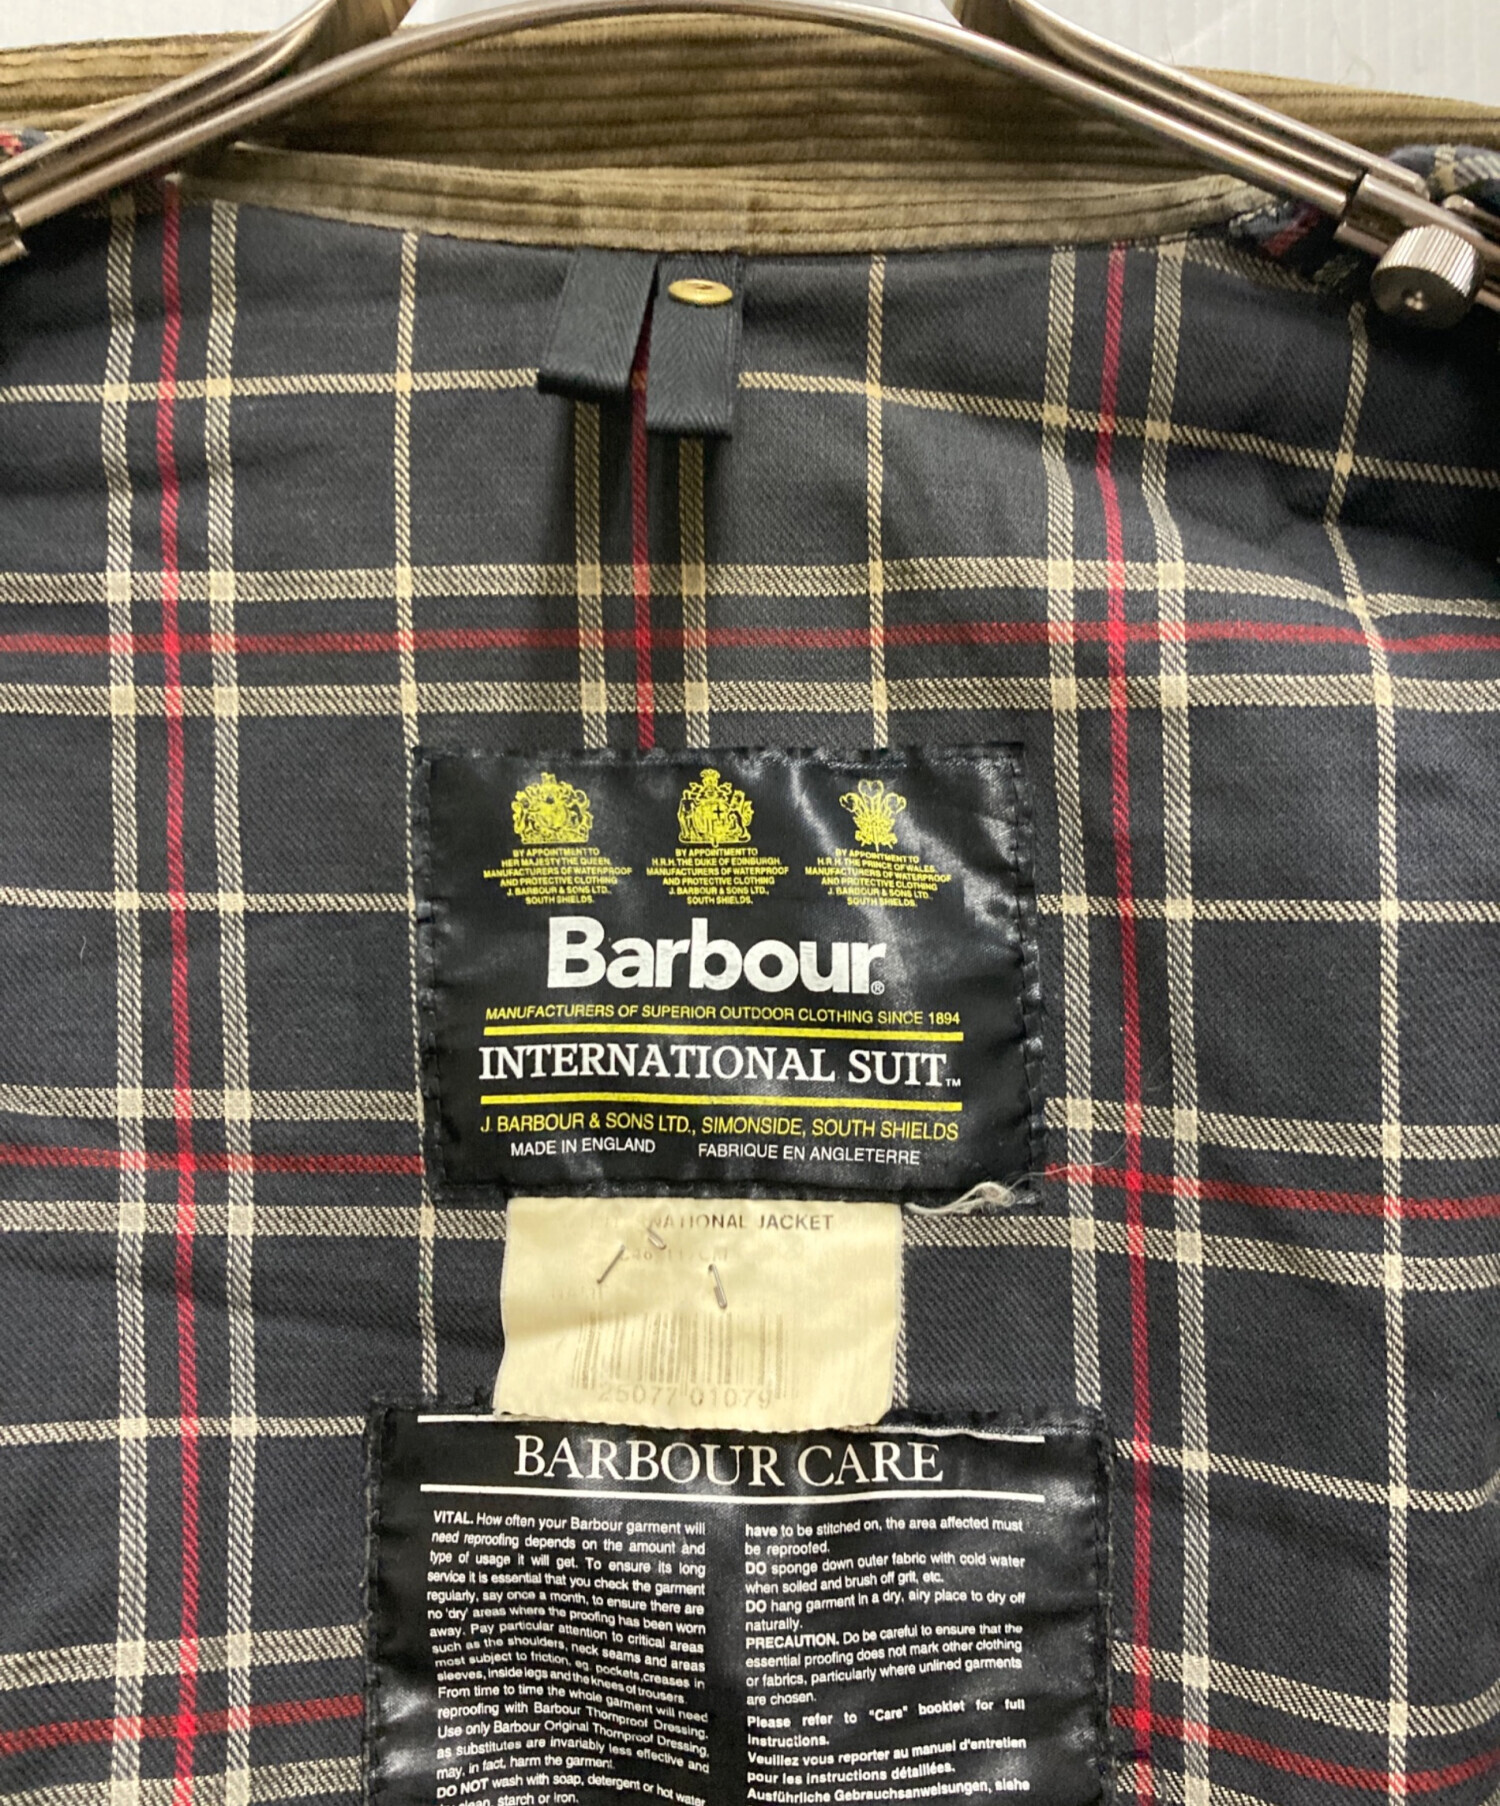 BY APPOINTMENT TO
HER MAJESTY THE QUEEN,
MANUFACTURERS OF WATERPROOF
AND PROTECTIVE CLOTHING
J. BARBOUR & SONS LTD.,
SOUTH SHIELDS.
BY APPOINTMENT TO
H.R.H. THE DUKE OF EDINBURGH.
MANUFACTURERS OF WATERPROOF
AND PROTECTIVE CLOTHING
J. BARBOUR & SONS LTD.,
SOUTH SHIELDS.
BY APPOINTMENT TO
H.R.H. THE PRINCE OF WALES.
MANUFACTURERS OF WATERPROOF
AND PROTECTIVE CLOTHING
J. BARBOUR & SONS LTD.
SOUTH SHIELDS.
Barbour®
MANUFACTURERS OF SUPERIOR OUTDOOR CLOTHING SINCE 1894
INTERNATIONAL SUIT™
J. BARBOUR & SONS LTD., SIMONSIDE, SOUTH SHIELDS
MADE IN ENGLAND FABRIQUE EN ANGLETERRE
JACKET
25077 01079
BARBOUR CARE
VITAL. How often your Barbour garment will
need reproofing depends on the amount and
type of usage it will get. To ensure its long
service it is essential that you check the garment
regularly, say once a month, to ensure there are
no 'dry' areas where the proofing has been worn
away. Pay particular attention to critical areas
such as the shoulders, neck seams and areas
most subject to friction, eg. pockets, creases in
sleeves, inside legs and the knees of trousers.
From time to time the whole garment will need
reproofing with Barbour Thornproof Dressing.
Use only Barbour Original Thornproof Dressing,
as substitutes are invariably less effective and
may, in fact, harm the garment.
DO NOT wash with soap, detergent or hot water
clean, starch or iron.
have to be stitched on, the area affected must
be reproofed.
DO sponge down outer fabric with cold water
when soiled and brush off grit, etc.
DO hang garment in a dry, airy place to dry off
naturally.
PRECAUTION. Do be careful to ensure that the
essential proofing does not mark other clothing
or fabrics, particularly where unlined garments
are chosen.
Please refer to "Care" booklet for full
instructions.
Veuillez vous reporter au manuel d'entretien
pour les instructions détaillées.
Ausführliche Gebrauchsanweisungen, siehe